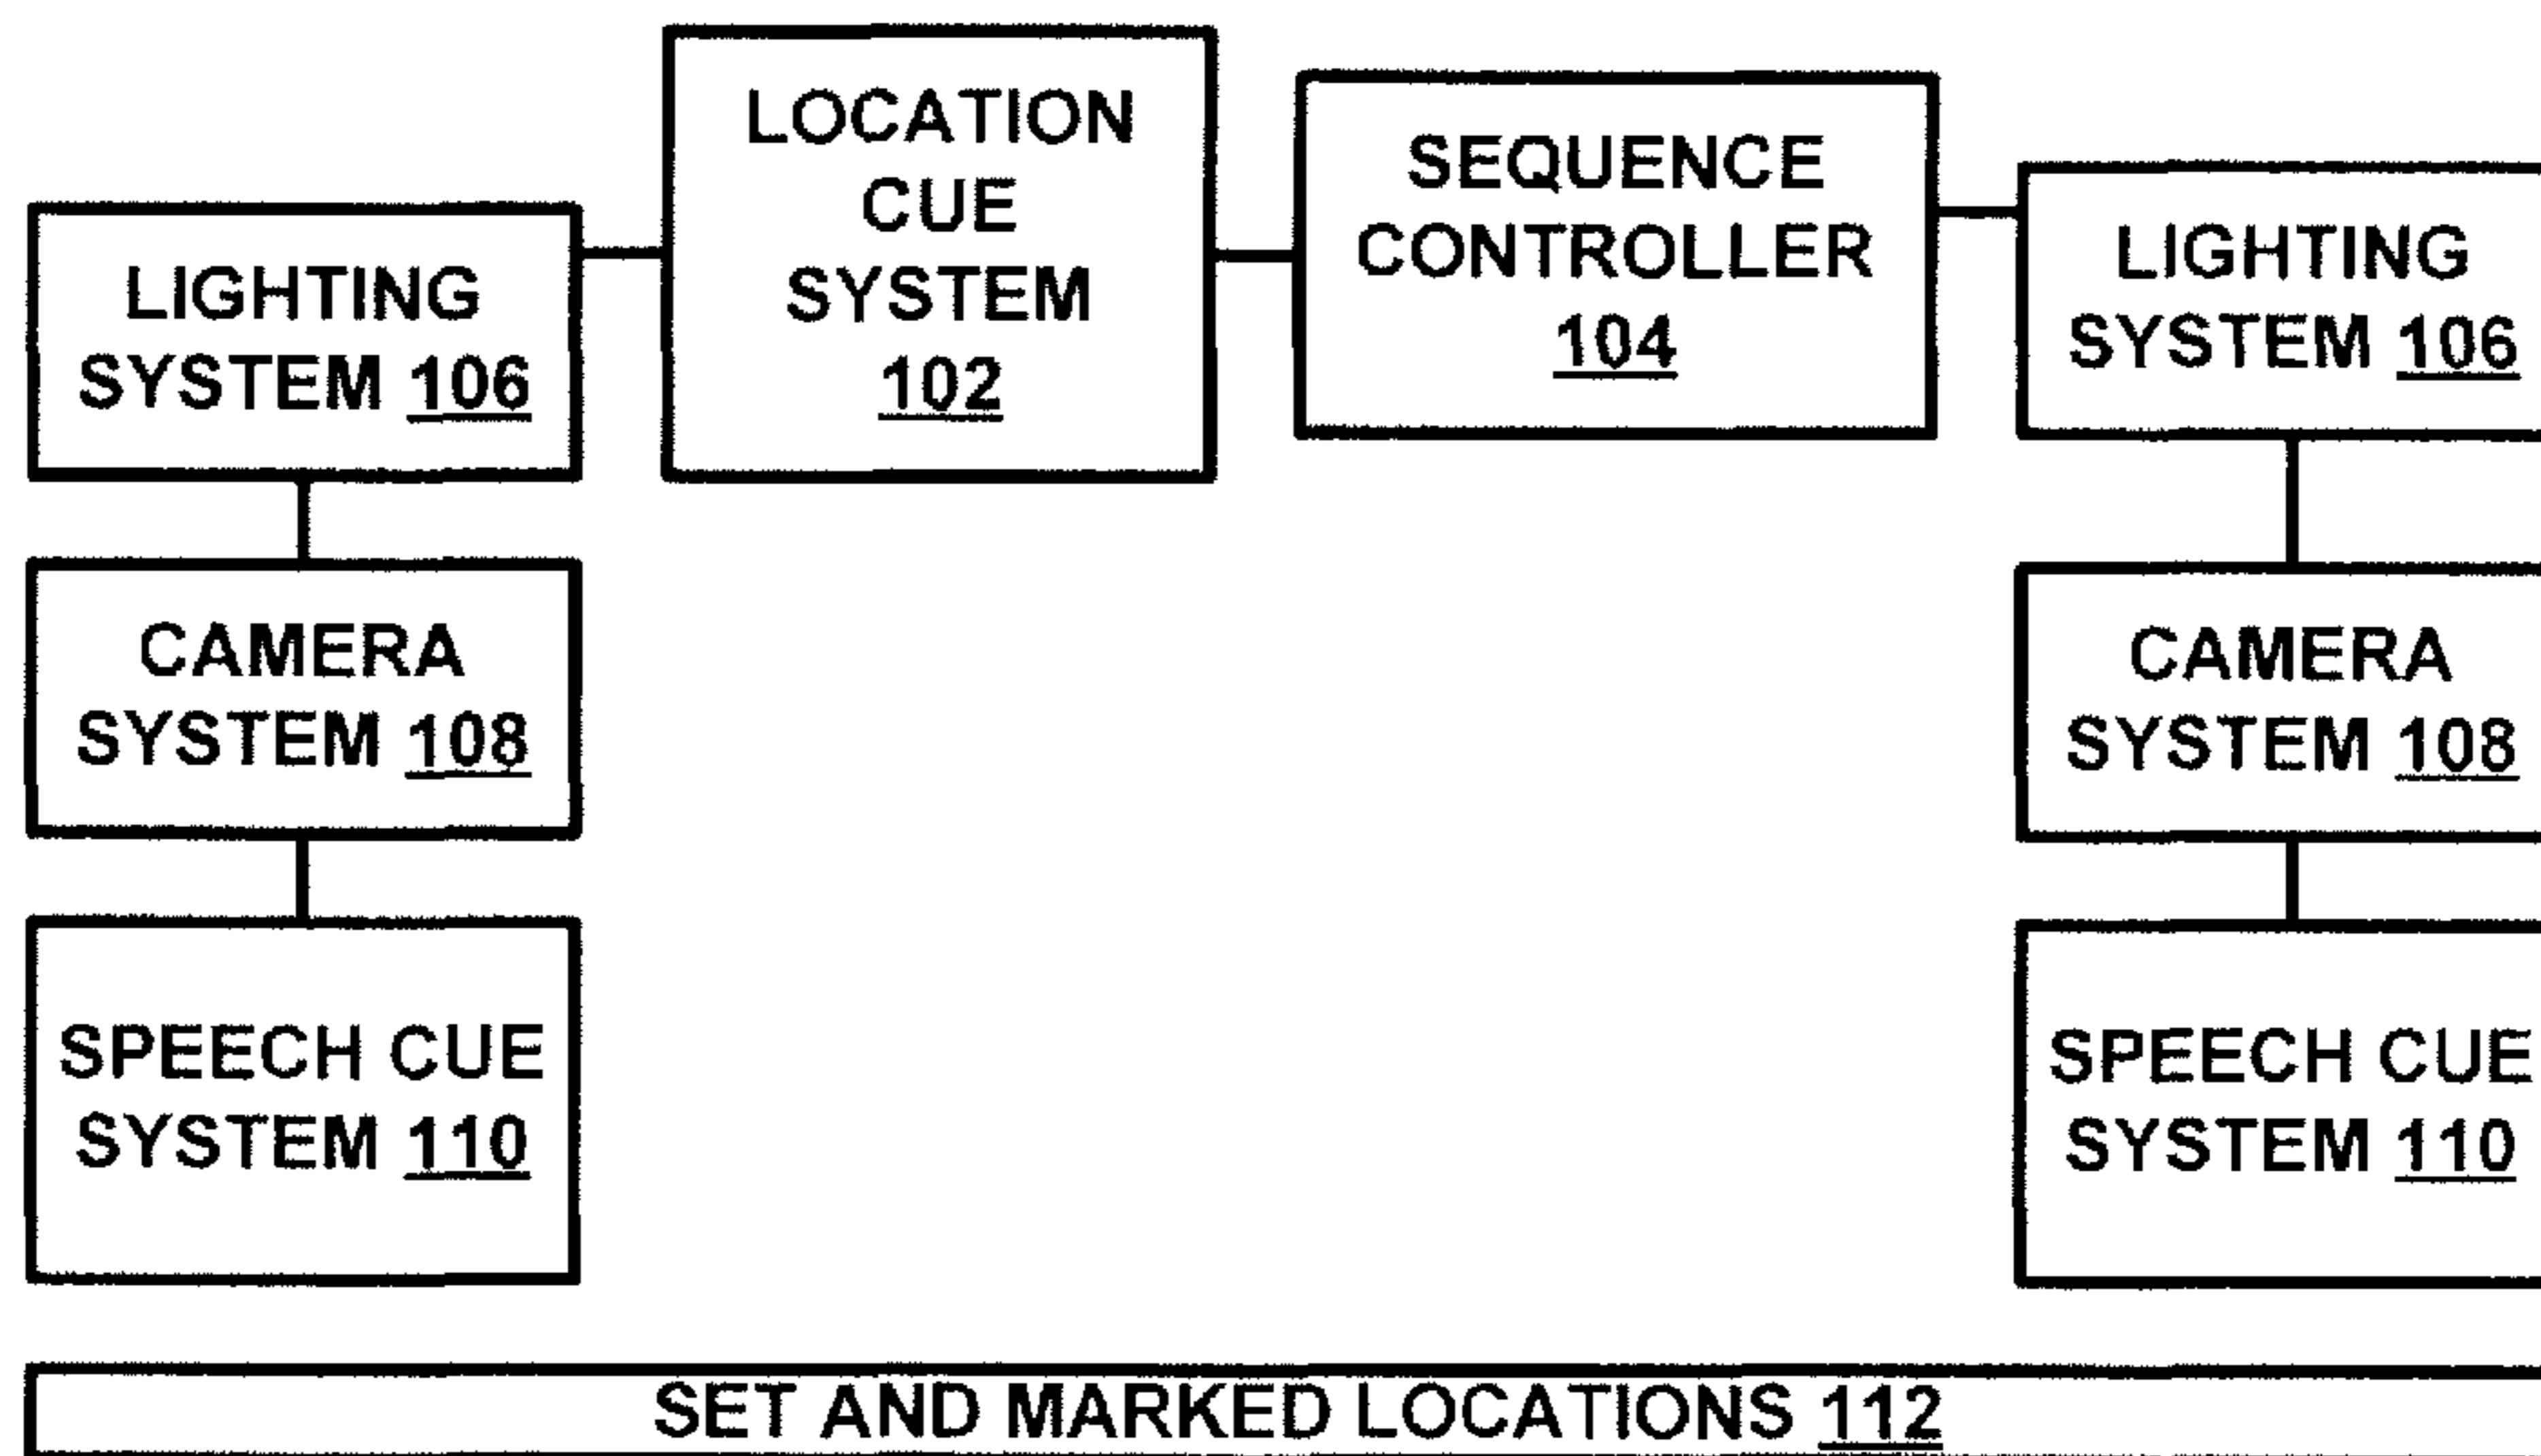 LOCATION
CUE
SYSTEM
102
SEQUENCE
CONTROLLER
104
LIGHTING
SYSTEM 106
LIGHTING
SYSTEM 106
CAMERA
SYSTEM 108
CAMERA
SYSTEM 108
SPEECH CUE
SYSTEM 110
SPEECH CUE
SYSTEM 110
SET AND MARKED LOCATIONS 112